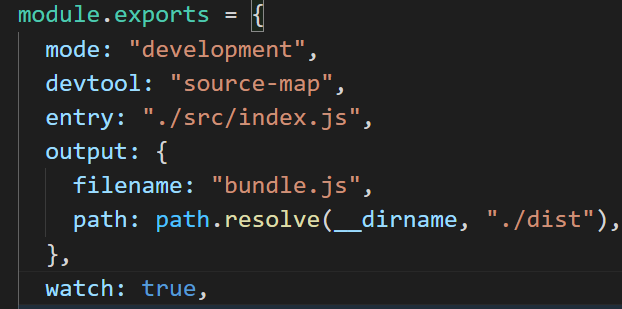 module.exports = {
  mode: "development",
  devtool: "source-map",
  entry: "./src/index.js",
  output: {
    filename: "bundle.js",
    path: path.resolve(__dirname, "./dist"),
  },
  watch: true,